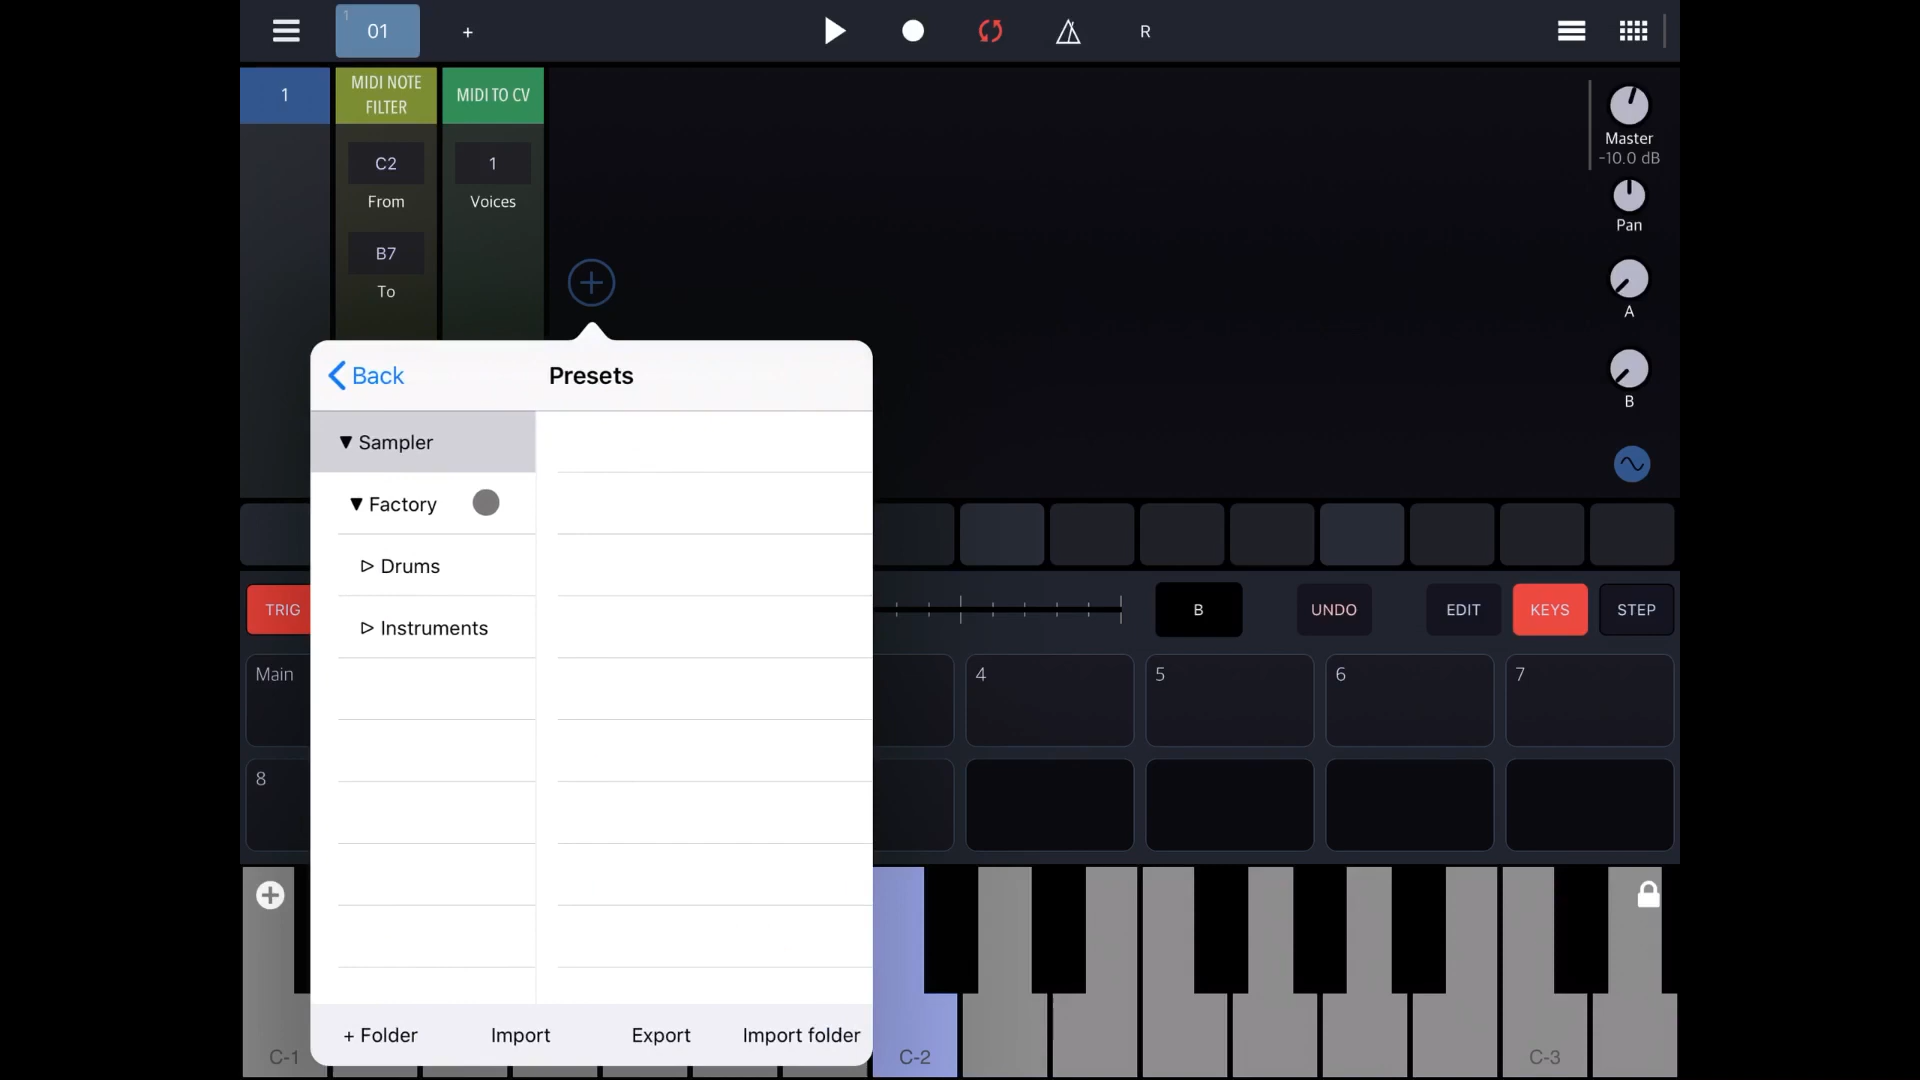 1
01
+
R
1
MIDI NOTE
FILTER
MIDI TO CV
C2
From
B7
To
1
Voices
Master
-10.0 dB
Pan
A
B
Back
Presets
Sampler
Factory
Drums
Instruments
+ Folder
Import
Export
Import folder
TRIG
B
UNDO
EDIT
KEYS
STEP
Main
4
5
6
7
8
C-1
C-2
C-3